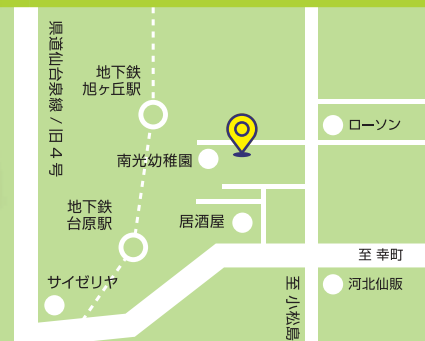 県道仙台泉線/旧4号
地下鉄
旭ヶ丘駅
ローソン
南光幼稚園
地下鉄
台原駅
居酒屋
至 幸町
サイゼリヤ
至 小松島
河北仙販